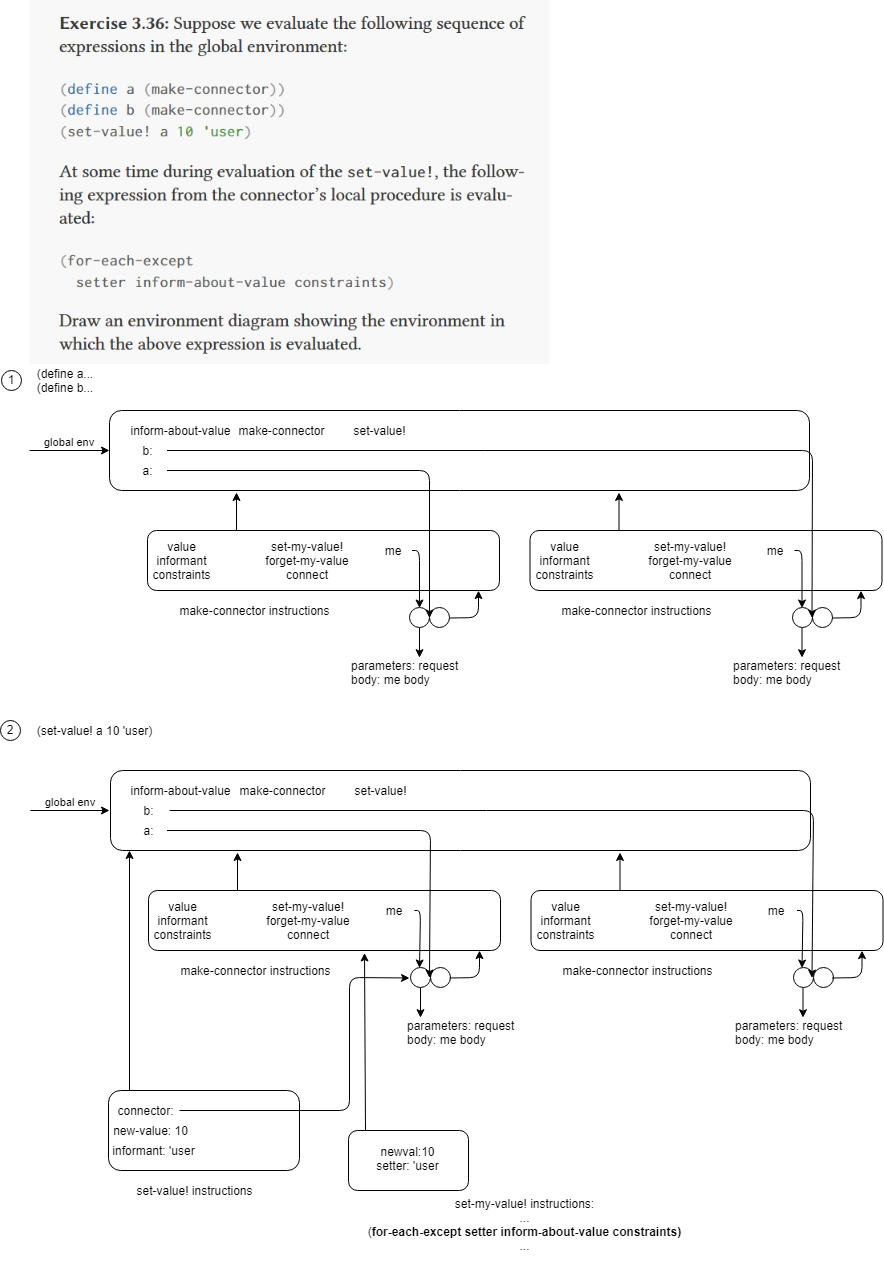 Exercise 3.36: Suppose we evaluate the following sequence of
expressions in the global environment:
(define a (make-connector))
(define b (make-connector))
(set-value! a 10 'user)
At some time during evaluation of the set-value!, the follow-
ing expression from the connector's local procedure is evalu-
ated:
(for-each-except
setter inform-about-value constraints)
Draw an environment diagram showing the environment in
which the above expression is evaluated.
1
(define a...
(define b...
global env
inform-about-value make-connector set-value!
b:
a:
value set-my-value! me
informant forget-my-value
constraints connect
value set-my-value! me
informant forget-my-value
constraints connect
make-connector instructions
make-connector instructions
parameters: request
body: me body
parameters: request
body: me body
2
(set-value! a 10 'user)
global env
inform-about-value make-connector set-value!
b:
a:
value set-my-value! me
informant forget-my-value
constraints connect
value set-my-value! me
informant forget-my-value
constraints connect
make-connector instructions
make-connector instructions
parameters: request
body: me body
parameters: request
body: me body
connector:
new-value: 10
informant: 'user
set-value! instructions
newval:10
setter: 'user
set-my-value! instructions:
...
(for-each-except setter inform-about-value constraints)
...